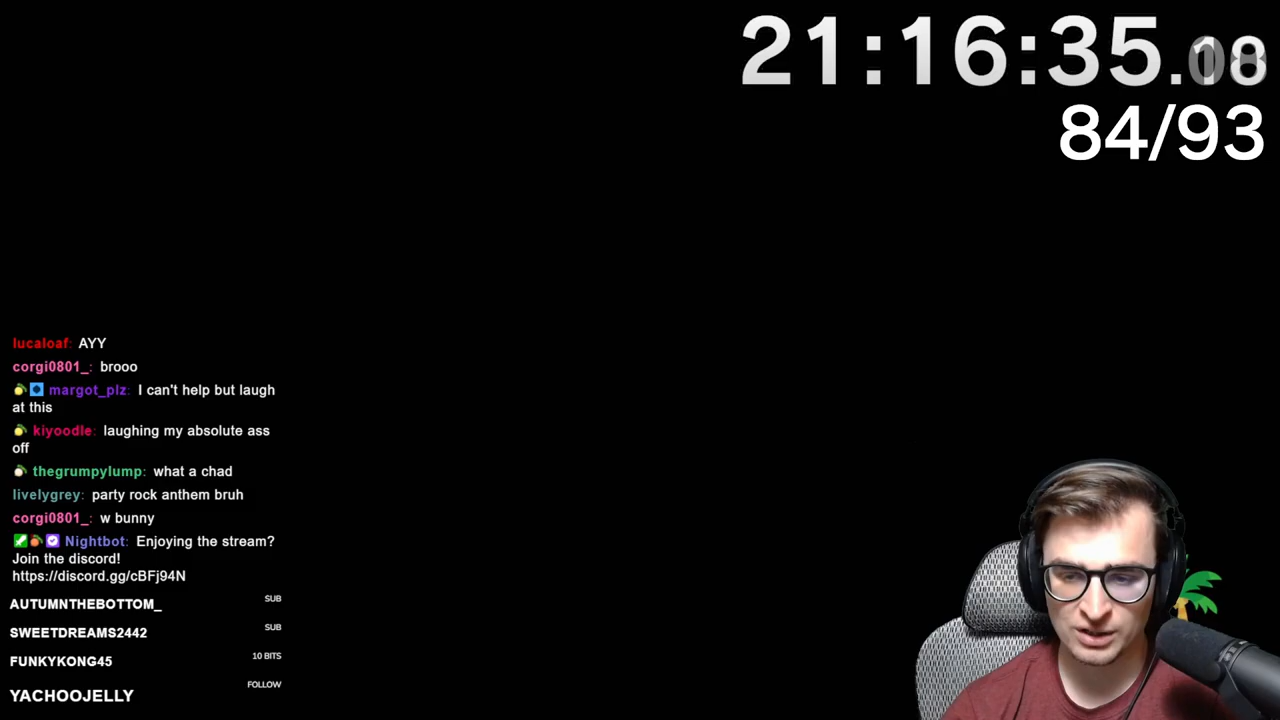 21:16:35.
84/93
lucaloaf: AYY
corgi0801_: brooo
margot_plz: I can't help but laugh
at this
kiyoodle: laughing my absolute ass
off
thegrumpylump: what a chad
livelygrey: party rock anthem bruh
corgi0801_: w bunny
Nightbot: Enjoying the stream?
Join the discord!
https://discord.gg/cBFj94N
AUTUMNTHEBOTTOM_ SUB
SWEETDREAMS2442 SUB
FUNKYKONG45 10 BITS
YACHOOJELLY FOLLOW